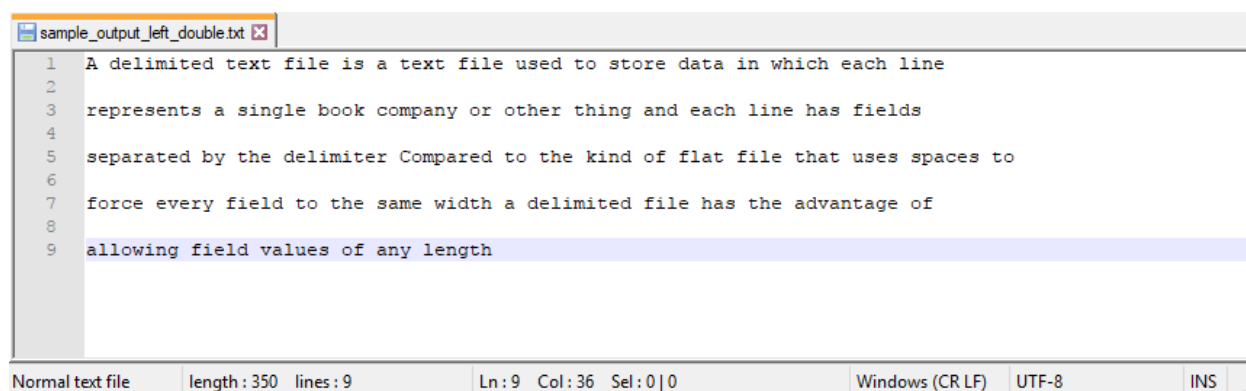 sample_output_left_double.txt
1 A delimited text file is a text file used to store data in which each line
2
3 represents a single book company or other thing and each line has fields
4
5 separated by the delimiter Compared to the kind of flat file that uses spaces to
6
7 force every field to the same width a delimited file has the advantage of
8
9 allowing field values of any length
Normal text file length : 350 lines : 9 Ln : 9 Col : 36 Sel : 0 | 0 Windows (CR LF) UTF-8 INS